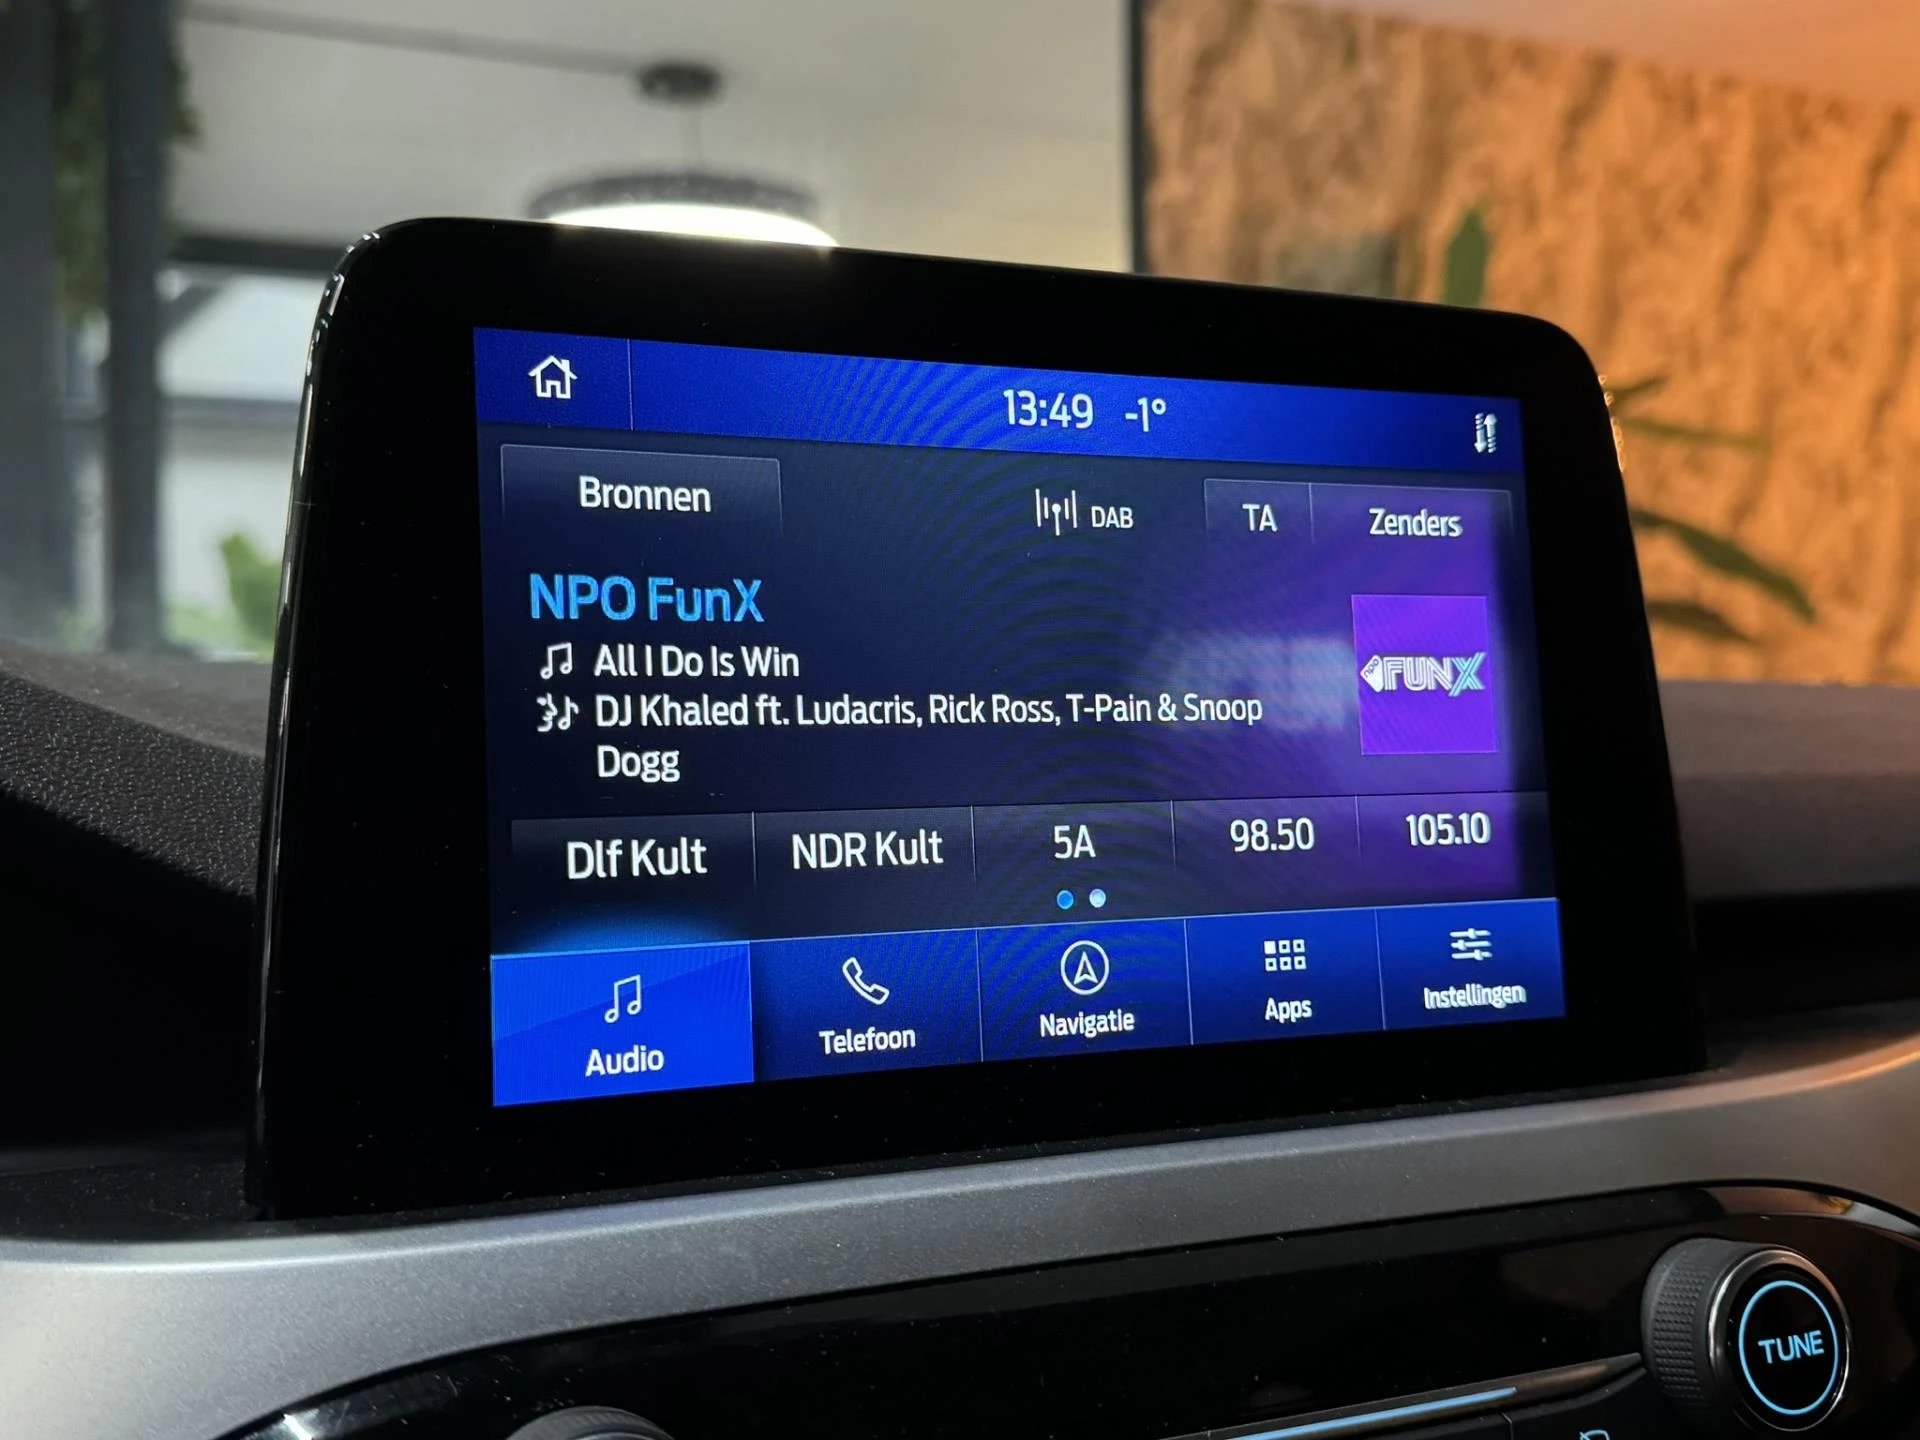 13:49 -1°
Bronnen
DAB
TA
Zenders
NPO FunX
All I Do Is Win
DJ Khaled ft. Ludacris, Rick Ross, T-Pain & Snoop
Dogg
NPO FUNX
Dlf Kult
NDR Kult
5A
98.50
105.10
Audio
Telefoon
Navigatie
Apps
Instellingen
TUNE